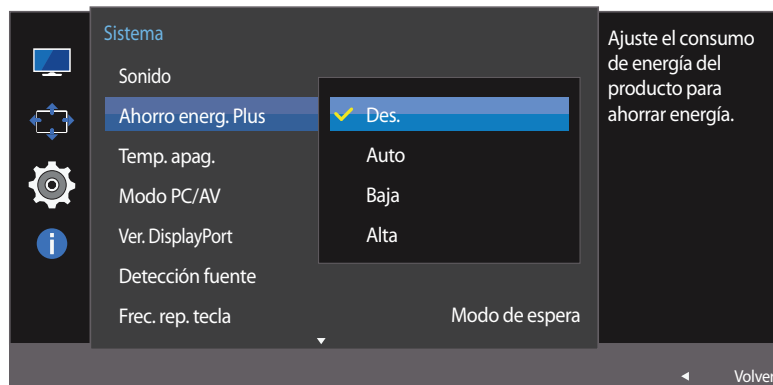 Sistema
Sonido
Ahorro energ. Plus
Des.
Temp. apag.
Auto
Modo PC/AV
Baja
Ver. DisplayPort
Alta
Detección fuente
Frec. rep. tecla
Modo de espera
Ajuste el consumo
de energía del
producto para
ahorrar energía.
Volver